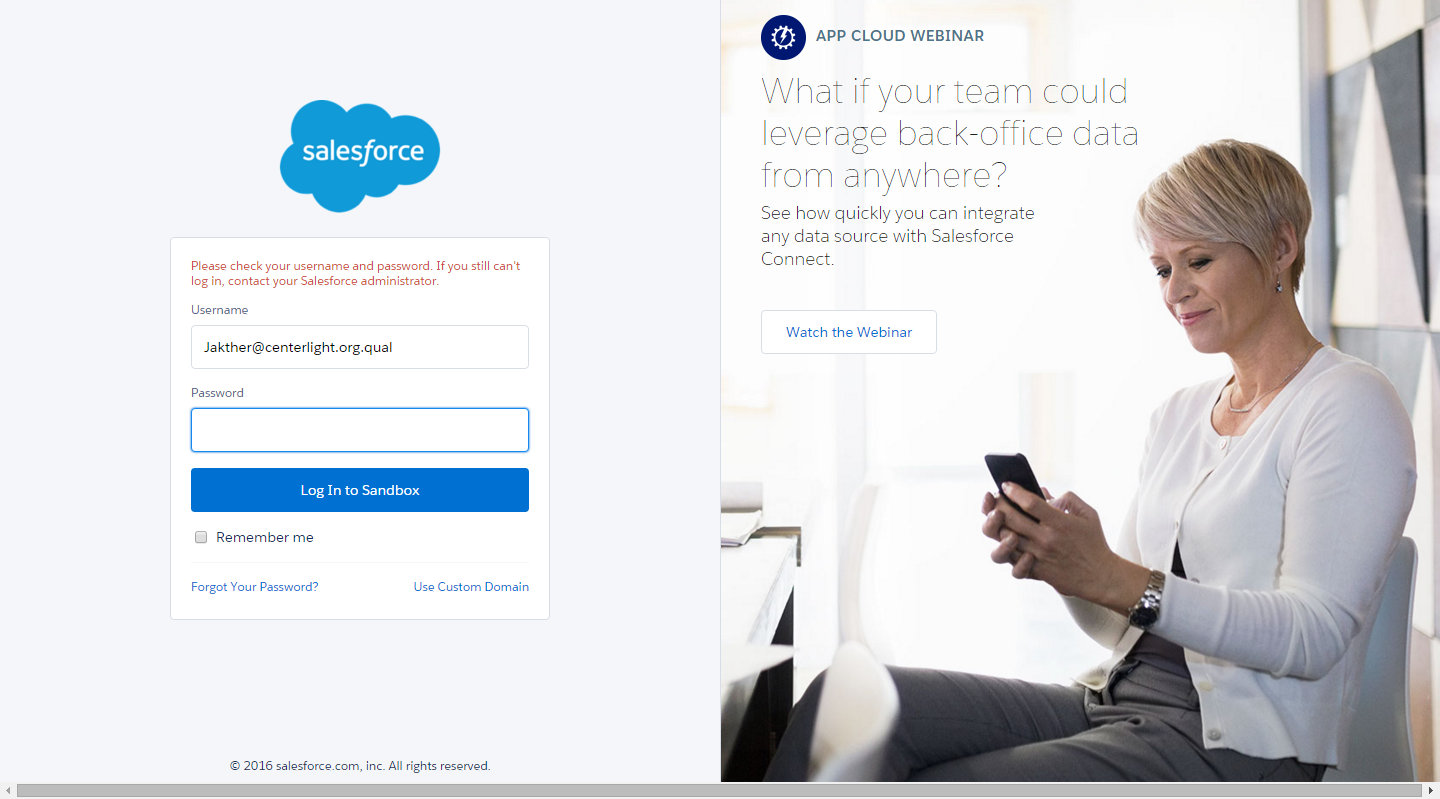 salesforce
Please check your username and password. If you still can't
log in, contact your Salesforce administrator.
Username
Jakther@centerlight.org.qual
Password
Log In to Sandbox
Remember me
Forgot Your Password?
Use Custom Domain
© 2016 salesforce.com, inc. All rights reserved.
APP CLOUD WEBINAR
What if your team could
leverage back-office data
from anywhere?
See how quickly you can integrate
any data source with Salesforce
Connect.
Watch the Webinar